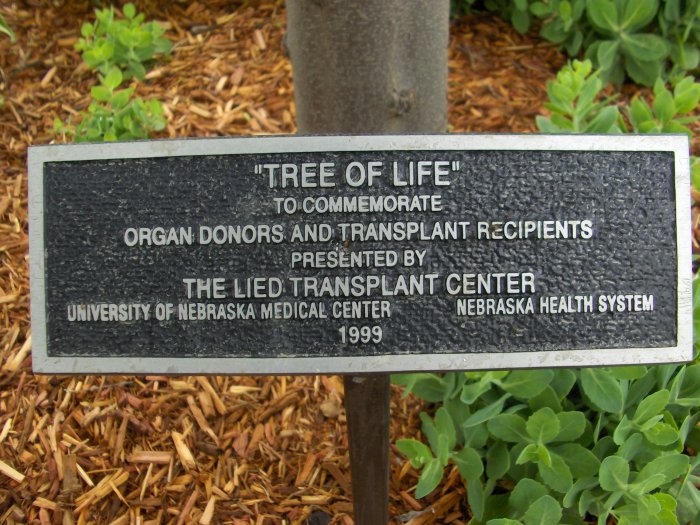 "TREE OF LIFE"
TO COMMEMORATE
ORGAN DONORS AND TRANSPLANT RECIPIENTS
PRESENTED BY
THE LIED TRANSPLANT CENTER
UNIVERSITY OF NEBRASKA MEDICAL CENTER NEBRASKA HEALTH SYSTEM
1999